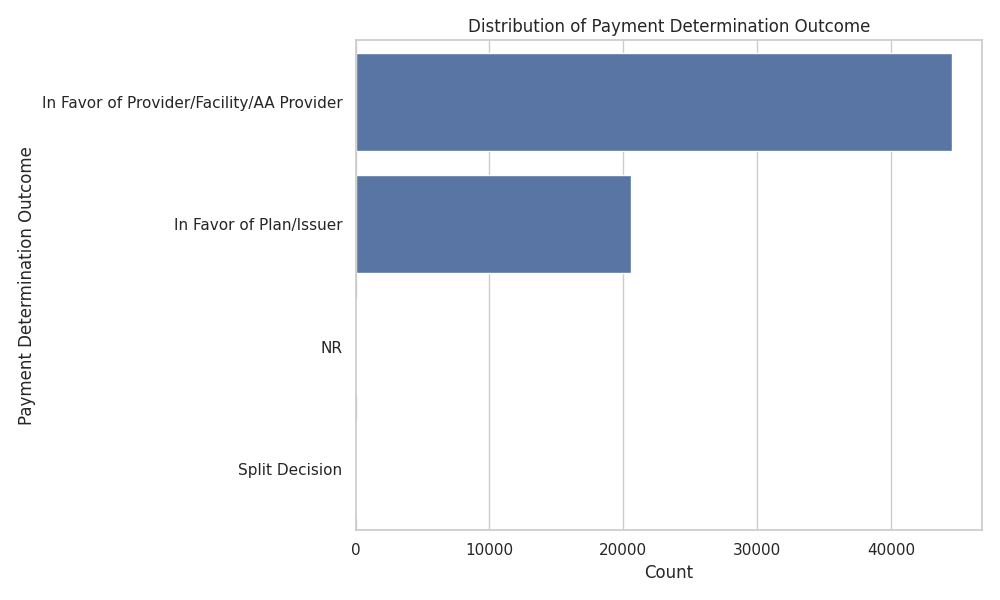 Distribution of Payment Determination Outcome
Payment Determination Outcome
In Favor of Provider/Facility/AA Provider
In Favor of Plan/Issuer
NR
Split Decision
0 10000 20000 30000 40000
Count